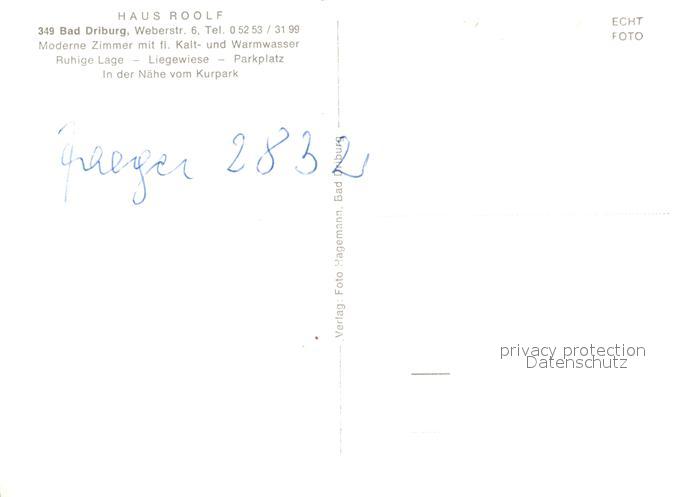 HAUS ROOLF
349 Bad Driburg, Weberstr. 6, Tel. 0 52 53 / 31 99
Moderne Zimmer mit fl. Kalt- und Warmwasser
Ruhige Lage – Liegewiese – Parkplatz
In der Nähe vom Kurpark
ECHT
FOTO
2832
Verlag: Foto Hagemann, Bad Driburg
privacy protection
Datenschutz